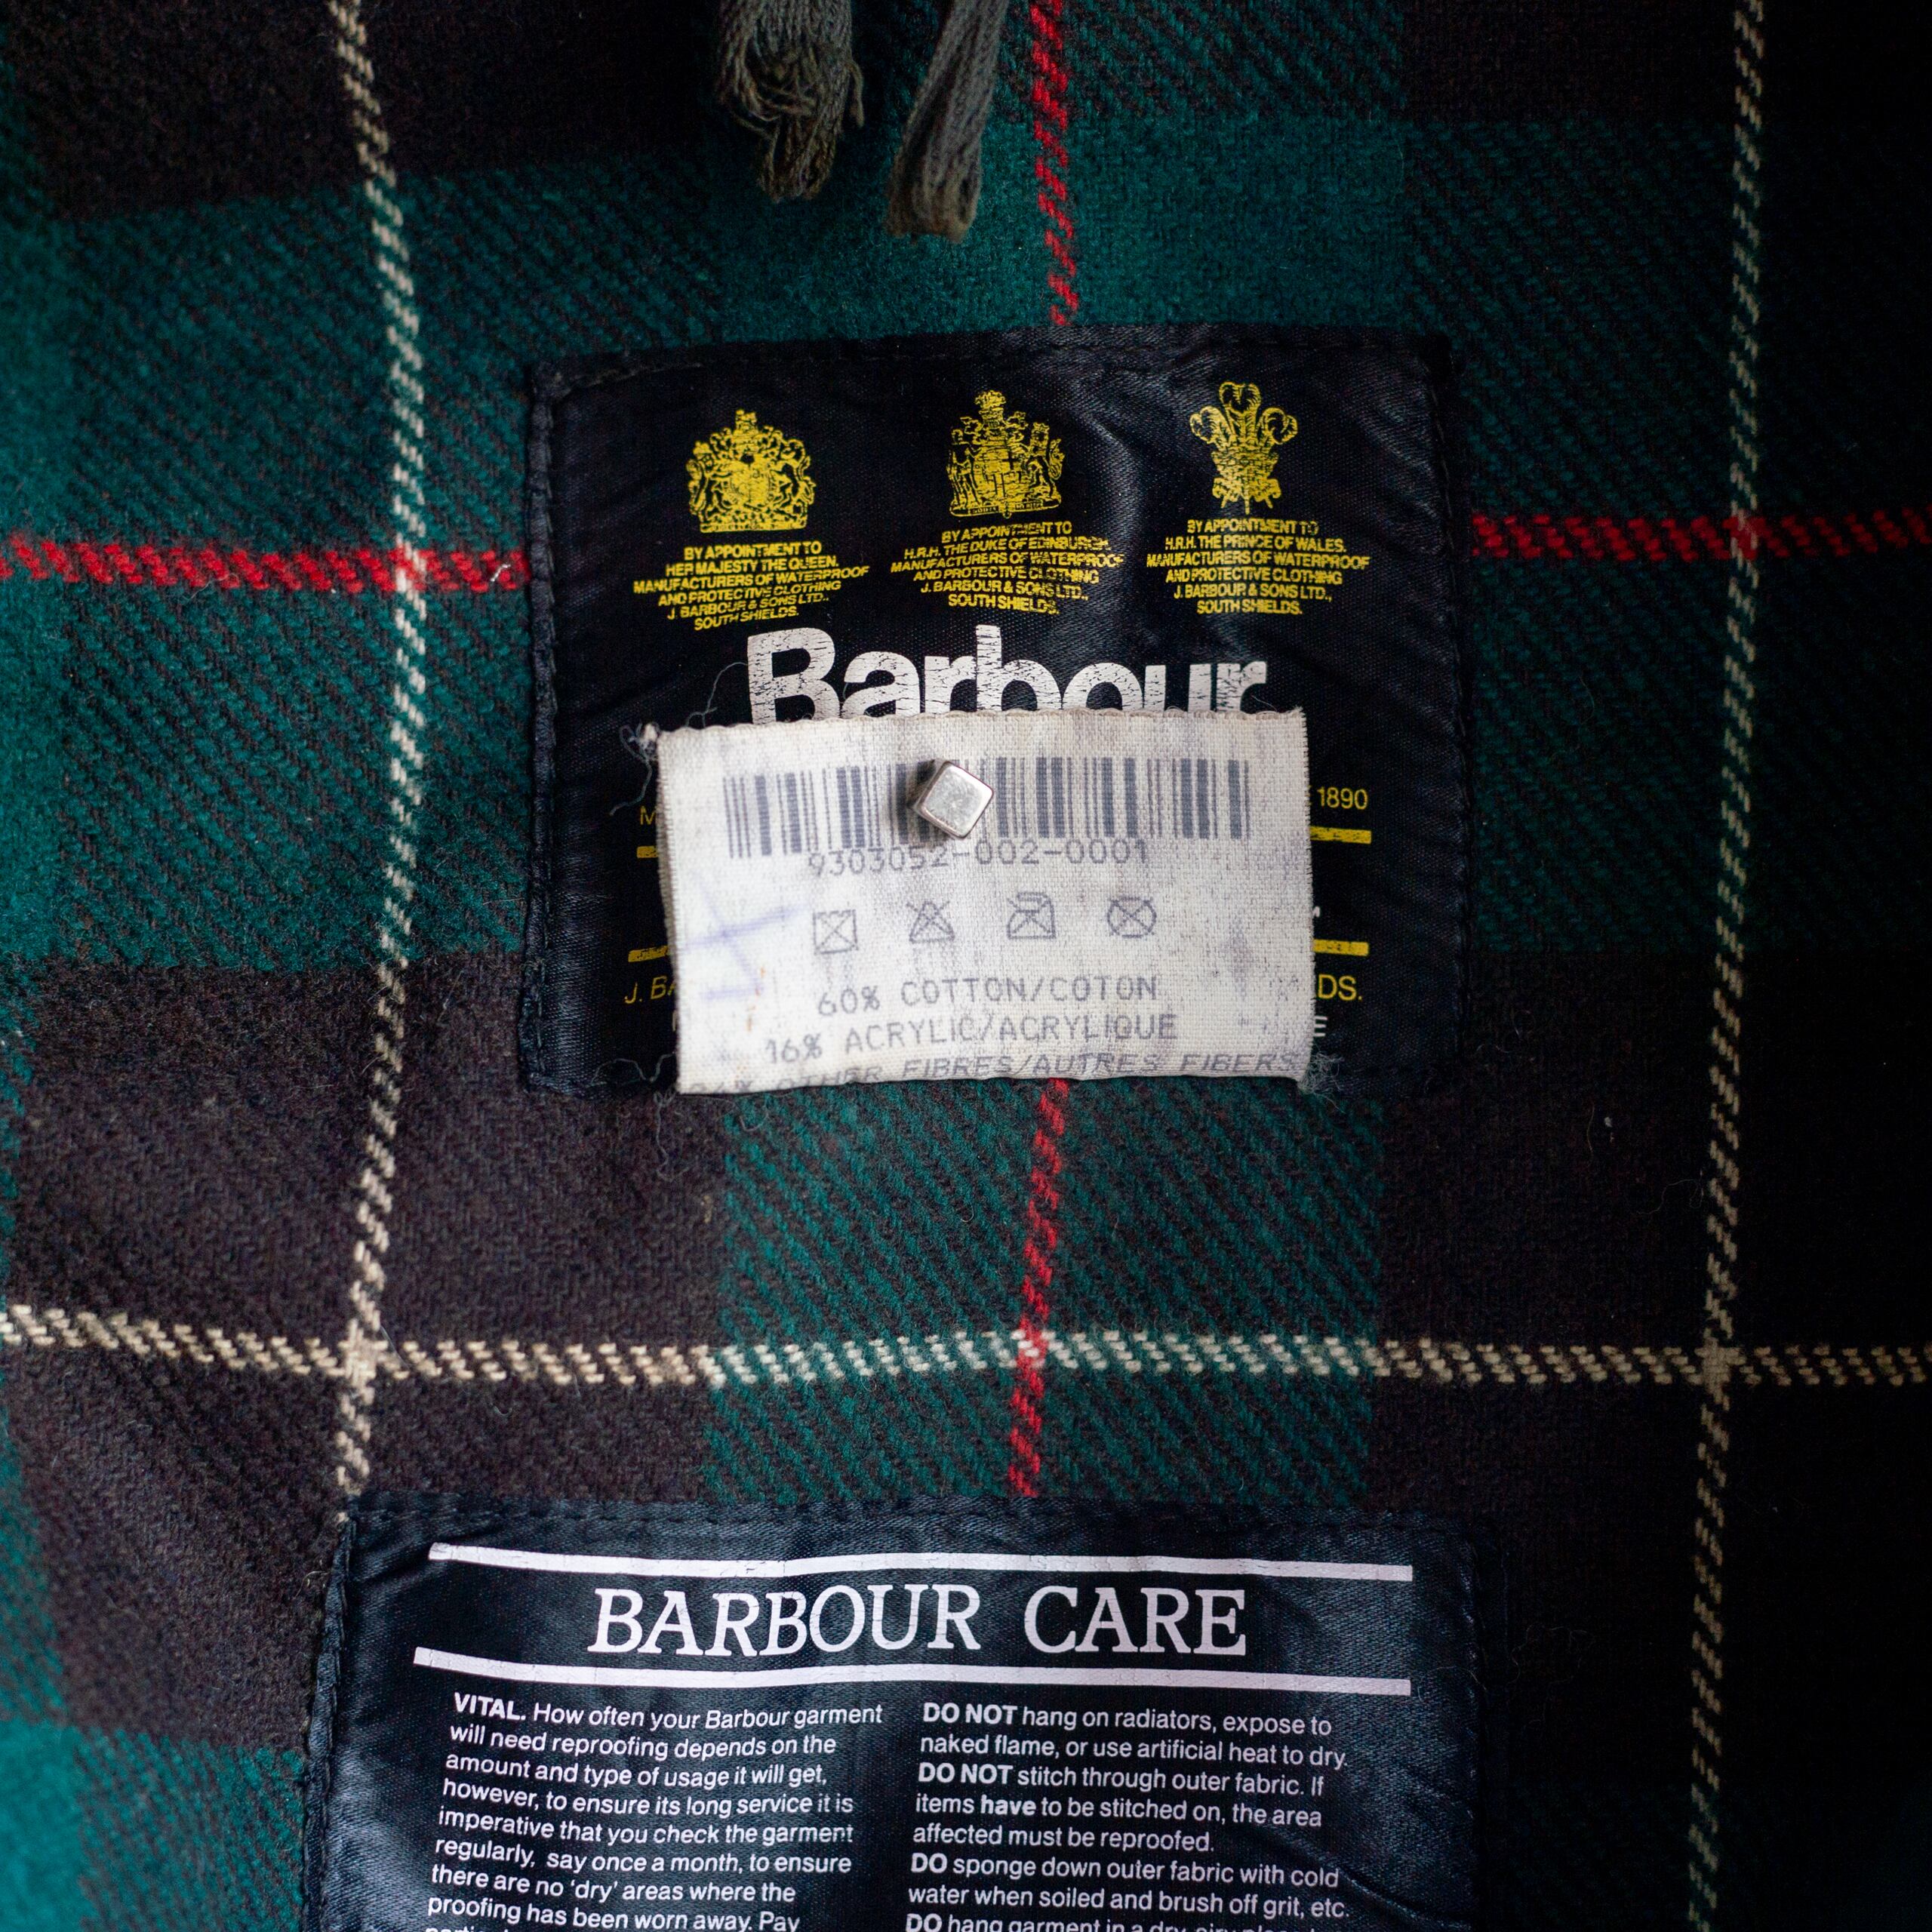 BY APPOINTMENT TO
HER MAJESTY THE QUEEN.
MANUFACTURERS OF WATERPROOF
AND PROTECTIVE CLOTHING
J. BARBOUR & SONS LTD.,
SOUTH SHIELDS.
BY APPOINTMENT TO
H.R.H. THE DUKE OF EDINBURGH
MANUFACTURERS OF WATERPROOF
AND PROTECTIVE CLOTHING
J. BARBOUR & SONS LTD.,
SOUTH SHIELDS.
BY APPOINTMENT TO
H.R.H. THE PRINCE OF WALES.
MANUFACTURERS OF WATERPROOF
AND PROTECTIVE CLOTHING
J. BARBOUR & SONS LTD.,
SOUTH SHIELDS.
Barbour
1890
9303052-002-0001
J.
60% COTTON/COTON
16% ACRYLIC/ACRYLIQUE
OTHER FIBRES/AUTRES FIBERS
BARBOUR CARE
VITAL. How often your Barbour garment
will need reproofing depends on the
amount and type of usage it will get,
however, to ensure its long service it is
imperative that you check the garment
regularly, say once a month, to ensure
there are no 'dry' areas where the
proofing has been worn away. Pay
DO NOT hang on radiators, expose to
naked flame, or use artificial heat to dry.
DO NOT stitch through outer fabric. If
items have to be stitched on, the area
affected must be reproofed.
DO sponge down outer fabric with cold
water when soiled and brush off grit, etc.
DO hang garment in a dry, airy